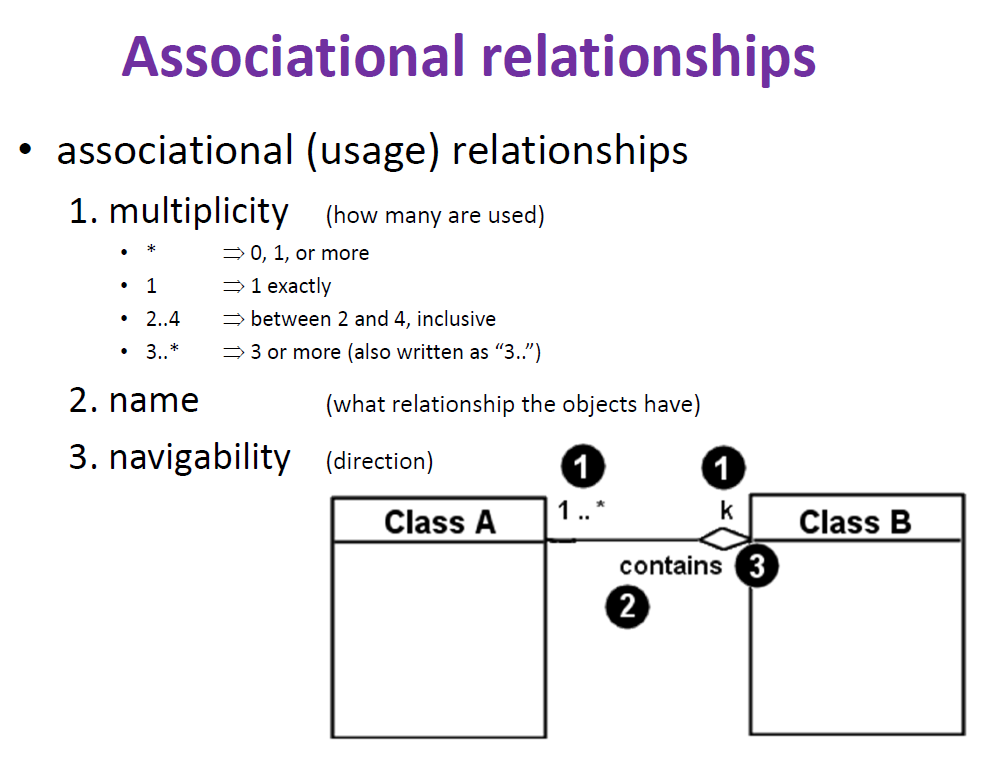 Associational relationships
• associational (usage) relationships
1. multiplicity (how many are used)
• * ⇒ 0, 1, or more
• 1 ⇒ 1 exactly
• 2..4 ⇒ between 2 and 4, inclusive
• 3..* ⇒ 3 or more (also written as “3..”)
2. name (what relationship the objects have)
3. navigability (direction)
1 1
1 .. * k
Class A Class B
contains 3
2